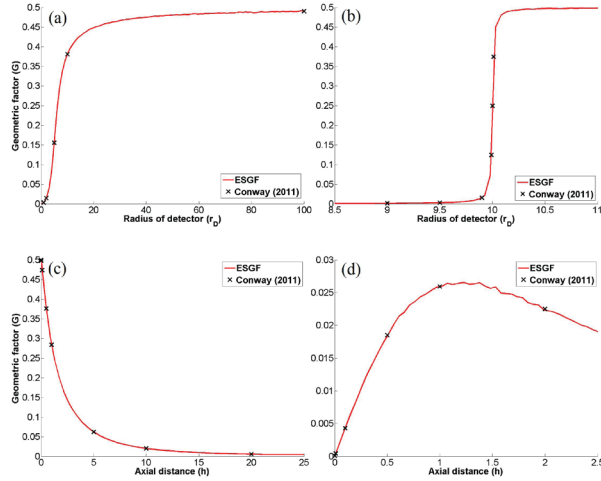 (a)
Geometric factor (G)
0.5
0.45
0.4
0.35
0.3
0.25
0.2
0.15
0.1
0.05
0
0 20 40 60 80 100
Radius of detector (rD)
ESGF
Conway (2011)
(b)
0.5
0.45
0.4
0.35
0.3
0.25
0.2
0.15
0.1
0.05
0
8.5 9 9.5 10 10.5 11
Radius of detector (rD)
ESGF
Conway (2011)
(c)
Geometric factor (G)
0.5
0.45
0.4
0.35
0.3
0.25
0.2
0.15
0.1
0.05
0
0 5 10 15 20 25
Axial distance (h)
ESGF
Conway (2011)
(d)
0.03
0.025
0.02
0.015
0.01
0.005
0
0 0.5 1 1.5 2 2.5
Axial distance (h)
ESGF
Conway (2011)